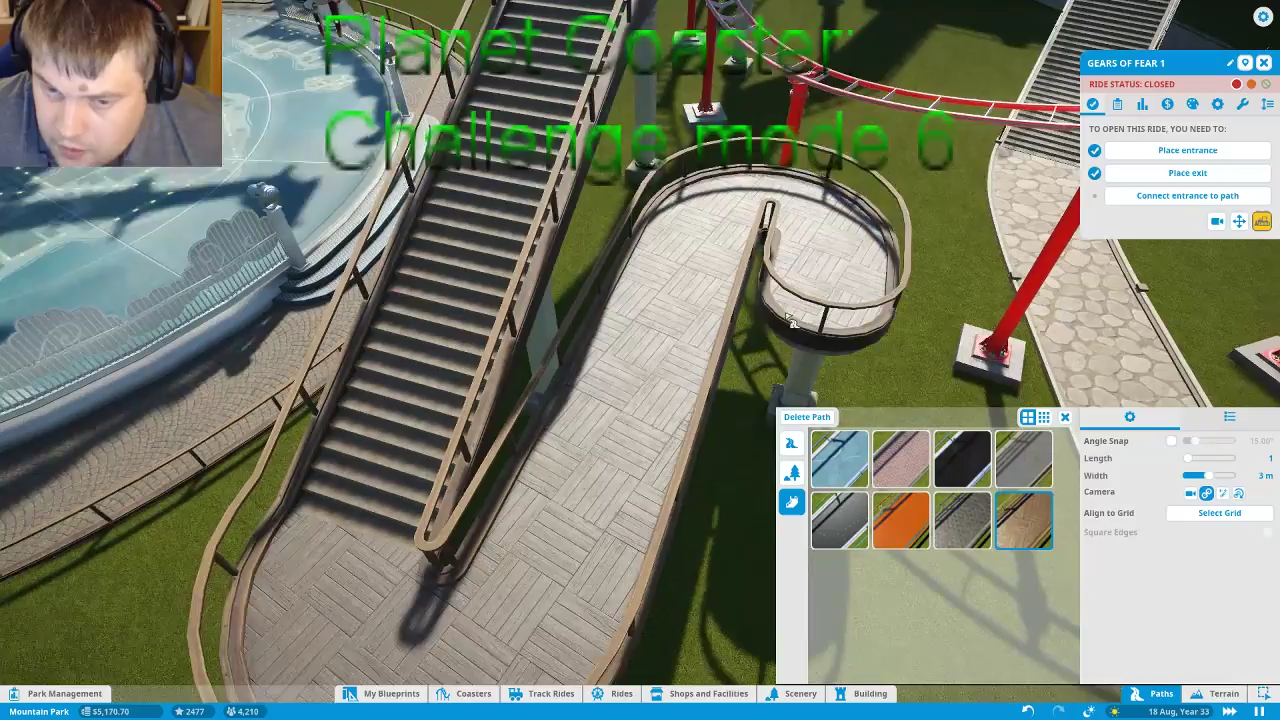 Planet Coaster:
Challenge mode 6
GEARS OF FEAR 1
RIDE STATUS: CLOSED
TO OPEN THIS RIDE, YOU NEED TO:
Place entrance
Place exit
Connect entrance to path
Delete Path
Angle Snap 15.00°
Length 1
Width 3 m
Camera
Align to Grid Select Grid
Square Edges
Park Management My Blueprints Coasters Track Rides Rides Shops and Facilities Scenery Building Paths Terrain
Mountain Park $5,170.70 2477 4,210 18 Aug, Year 33